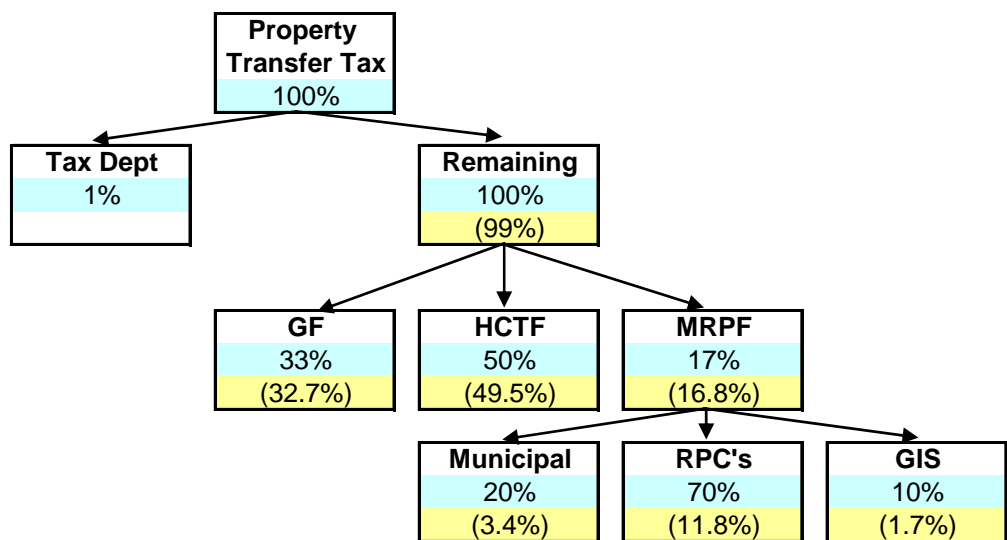 Property
Transfer Tax
100%
Tax Dept
1%
Remaining
100%
(99%)
GF
33%
(32.7%)
HCTF
50%
(49.5%)
MRPF
17%
(16.8%)
Municipal
20%
(3.4%)
RPC's
70%
(11.8%)
GIS
10%
(1.7%)